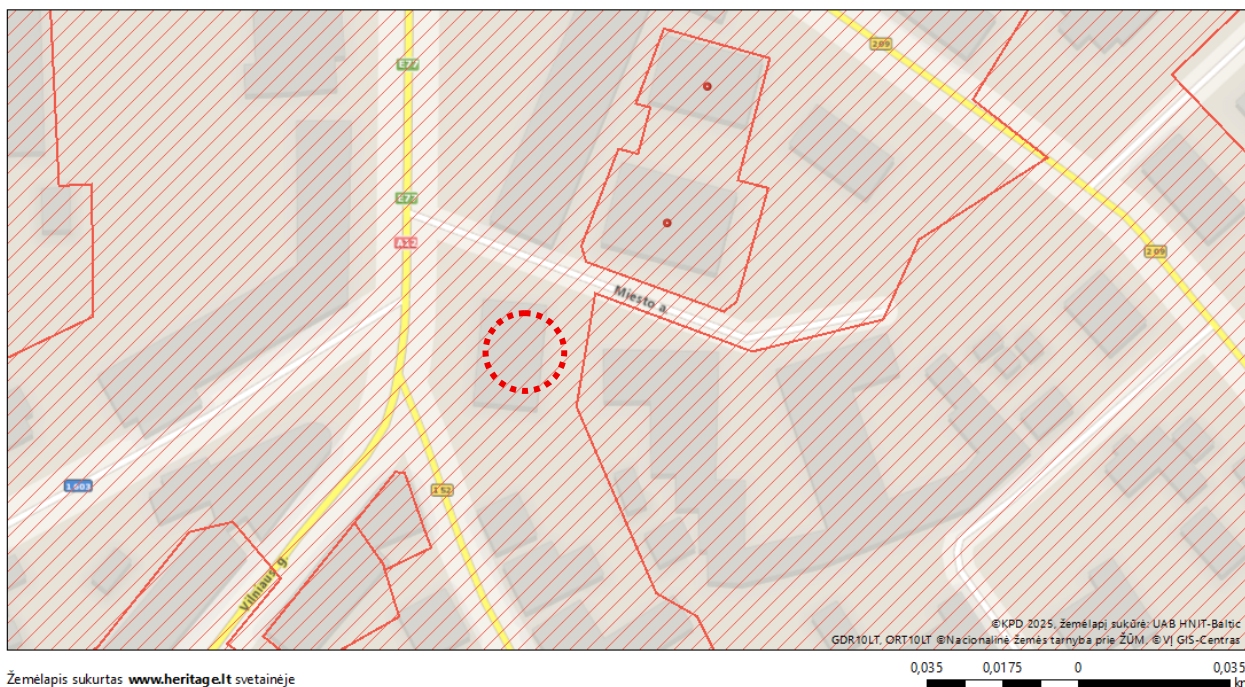 E77
209
E77
A12
209
Miesto a.
1503
152
Vilniaus g.
©KPD 2025, žemėlapį sukūrė: UAB HNIT-Baltic
GDR10LT, ORT10LT ©Nacionalinė žemės tarnyba prie ŽŪM, © VĮ GIS-Centras
Žemėlapis sukurtas www.heritage.lt svetainėje
0,035 0,0175 0 0,035
km